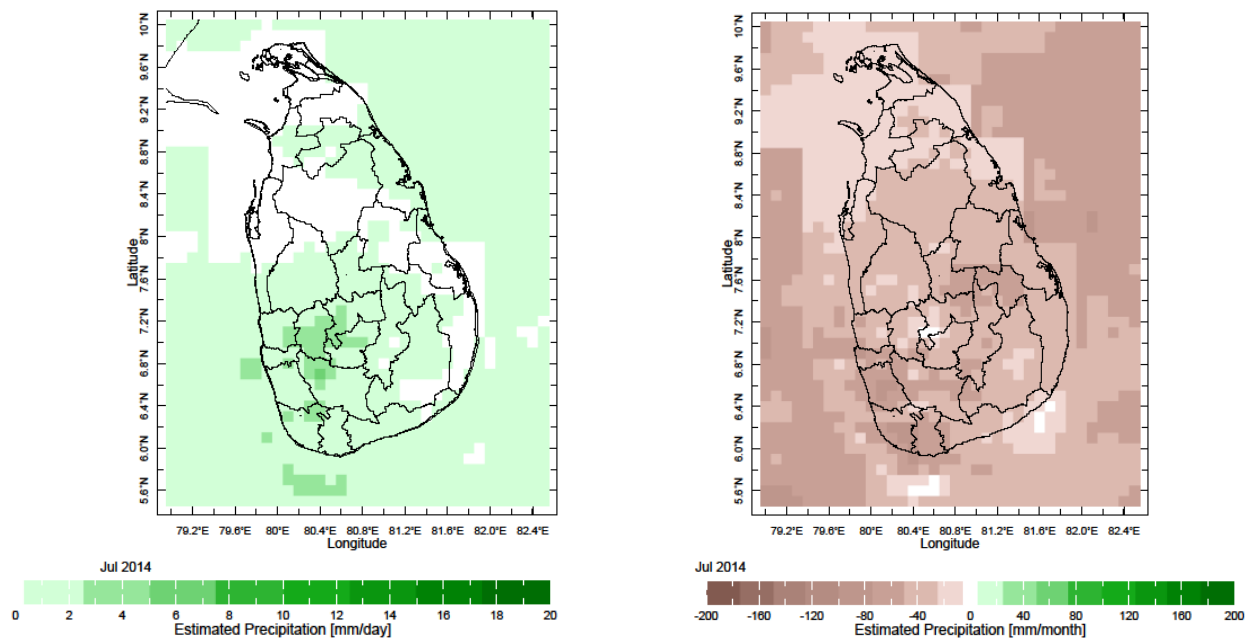 10°N
9.6°N
9.2°N
8.8°N
8.4°N
8°N
7.6°N
7.2°N
6.8°N
6.4°N
6.0°N
5.6°N
Latitude
79.2°E 79.6°E 80°E 80.4°E 80.8°E 81.2°E 81.6°E 82.0°E 82.4°E
Longitude
Jul 2014
0 2 4 6 8 10 12 14 16 18 20
Estimated Precipitation [mm/day]
10°N
9.6°N
9.2°N
8.8°N
8.4°N
8°N
7.6°N
7.2°N
6.8°N
6.4°N
6.0°N
5.6°N
Latitude
79.2°E 79.6°E 80°E 80.4°E 80.8°E 81.2°E 81.6°E 82.0°E 82.4°E
Longitude
Jul 2014
-200 -160 -120 -80 -40 0 40 80 120 160 200
Estimated Precipitation [mm/month]